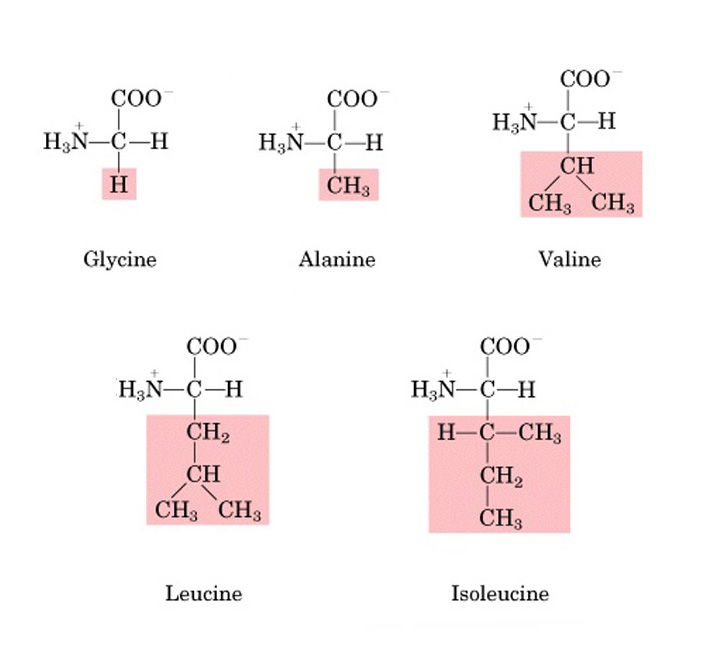 COO⁻ COO⁻ COO⁻
H₃N⁺—C—H H₃N⁺—C—H H₃N⁺—C—H
H CH₃ CH
CH₃ CH₃
Glycine Alanine Valine
COO⁻ COO⁻
H₃N⁺—C—H H₃N⁺—C—H
CH₂ H—C—CH₃
CH CH₂
CH₃ CH₃ CH₃
Leucine Isoleucine